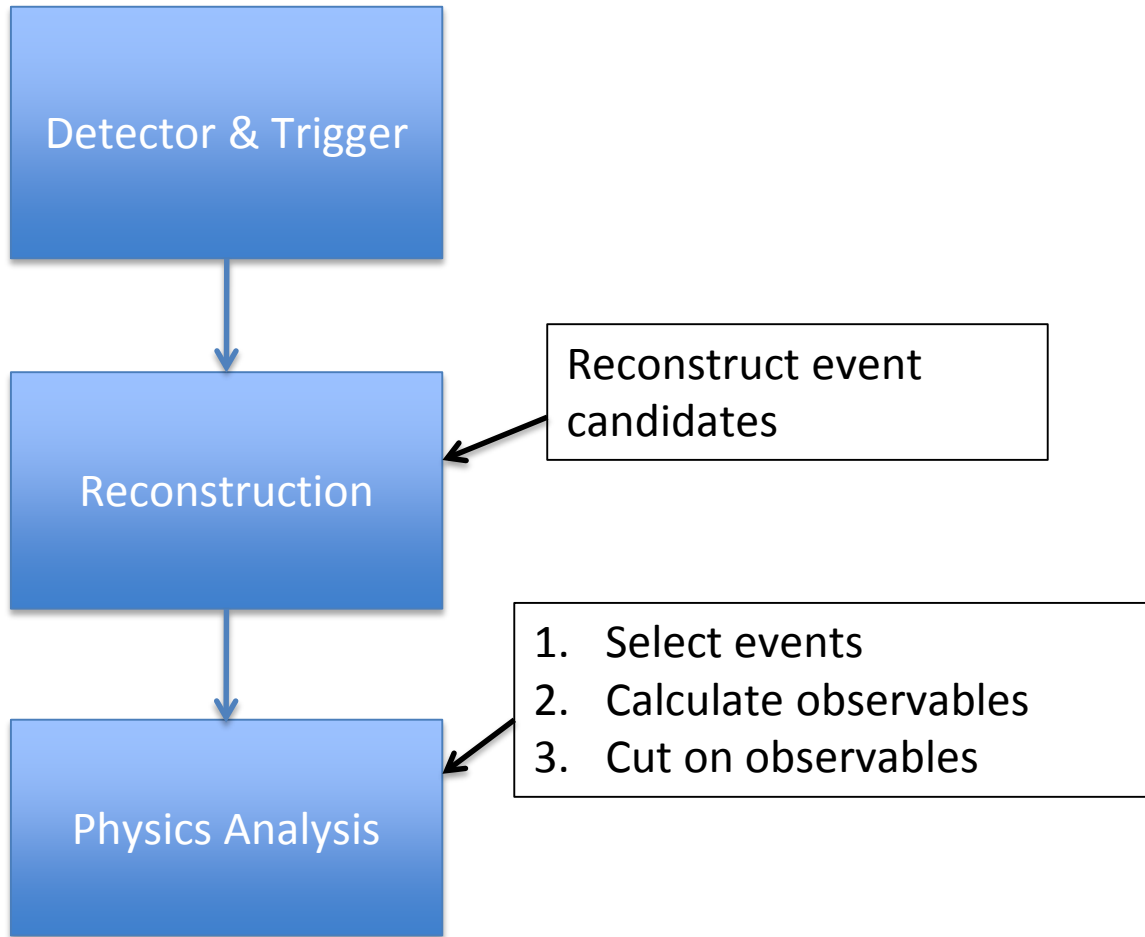 Detector & Trigger
Reconstruct event
candidates
Reconstruction
1. Select events
2. Calculate observables
3. Cut on observables
Physics Analysis